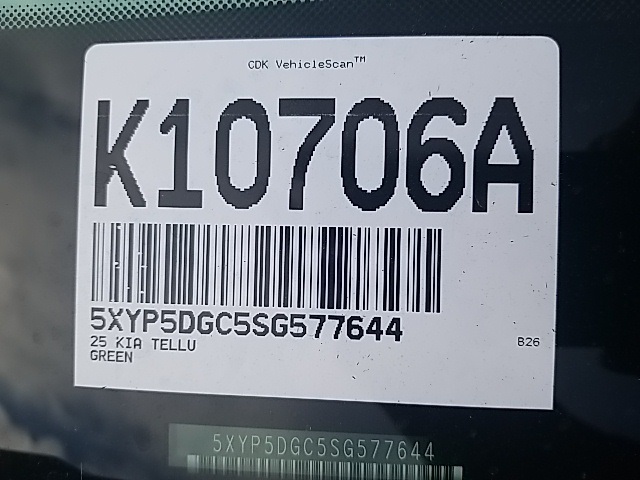 CDK VehicleScan™
K10706A
5XYP5DGC5SG577644
25 KIA TELLU
GREEN
B26
5XYP5DGC5SG577644